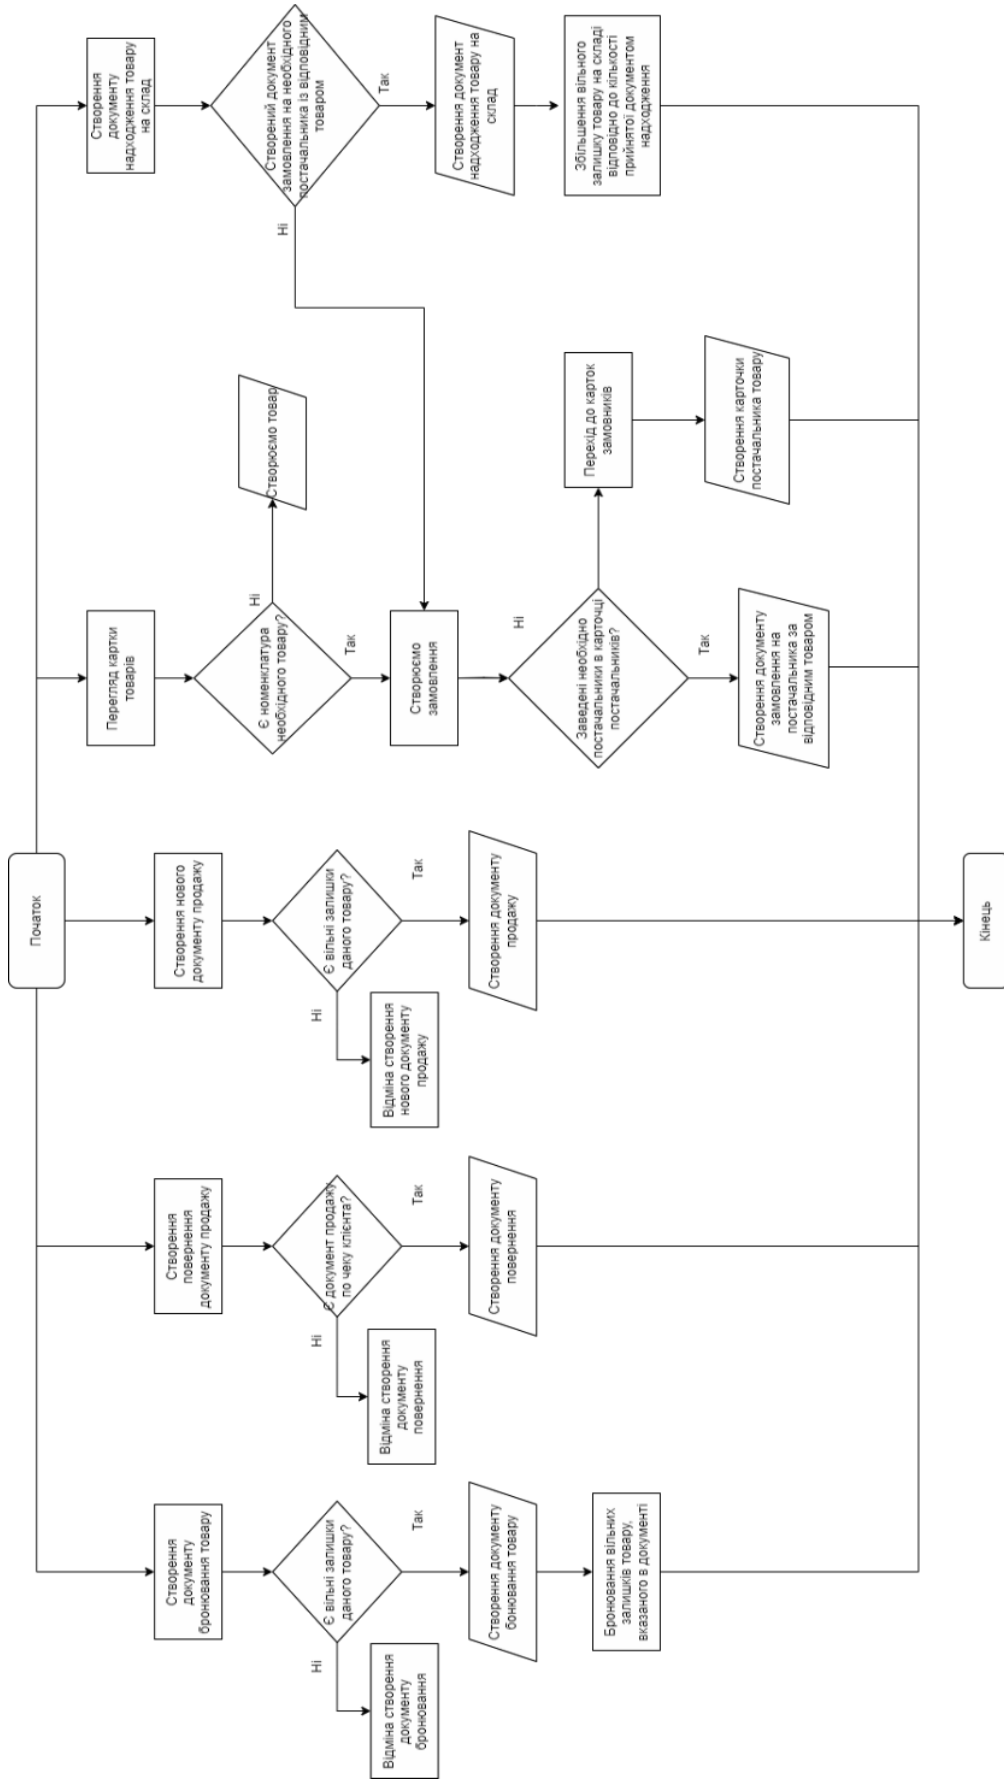 Початок
Створення
документу
бронювання товару
Є вільні залишки
даного товару?
Ні
Відміна створення
документу
бронювання
Так
Створення документу
бонювання товару
Бронювання вільних
залишків товару,
вказаного в документі
Створення
повернення
документу продажу
Є документ продажу
по чеку клієнта?
Ні
Відміна створення
документу
повернення
Так
Створення документу
повернення
Створення нового
документу продажу
Є вільні залишки
даного товару?
Ні
Відміна створення
нового документу
продажу
Так
Створення документу
продажу
Перегляд картки
товарів
Є номенклатура
необхідного товару?
Ні
Створюємо товар
Так
Створюємо
замовлення
Заведені необхідно
постачальники в карточці
постачальників?
Ні
Перехід до карток
замовників
Створення карточки
постачальника товару
Так
Створення документу
замовлення на
постачальника за
відповідним товаром
Створення
документу
надходження товару
на склад
Створений документ
замовлення на необхідного
постачальника із відповідним
товаром
Ні
Так
Створення документ
надходження товару на
склад
Збільшення вільного
залишку товару на складі
відповідно до кількості
прийнятої документом
надходження
Кінець